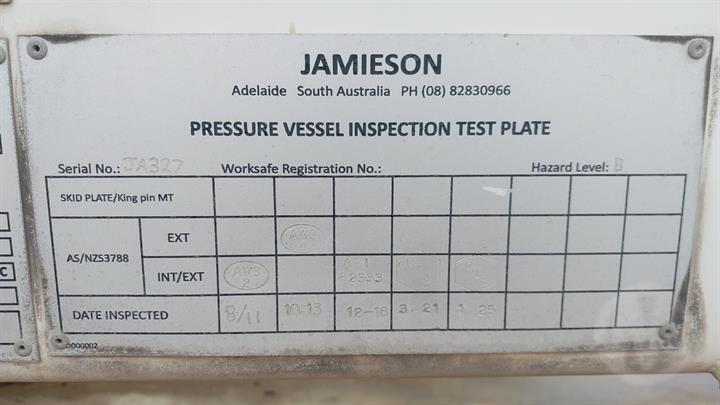 JAMIESON
Adelaide South Australia PH (08) 82830966
PRESSURE VESSEL INSPECTION TEST PLATE
Serial No.: JA327 Worksafe Registration No.: Hazard Level: B
SKID PLATE/King pin MT
AS/NZS3788
EXT AWS
INT/EXT AWS 2
DATE INSPECTED 8/11 10-13 12-18 3-21 1 25
C